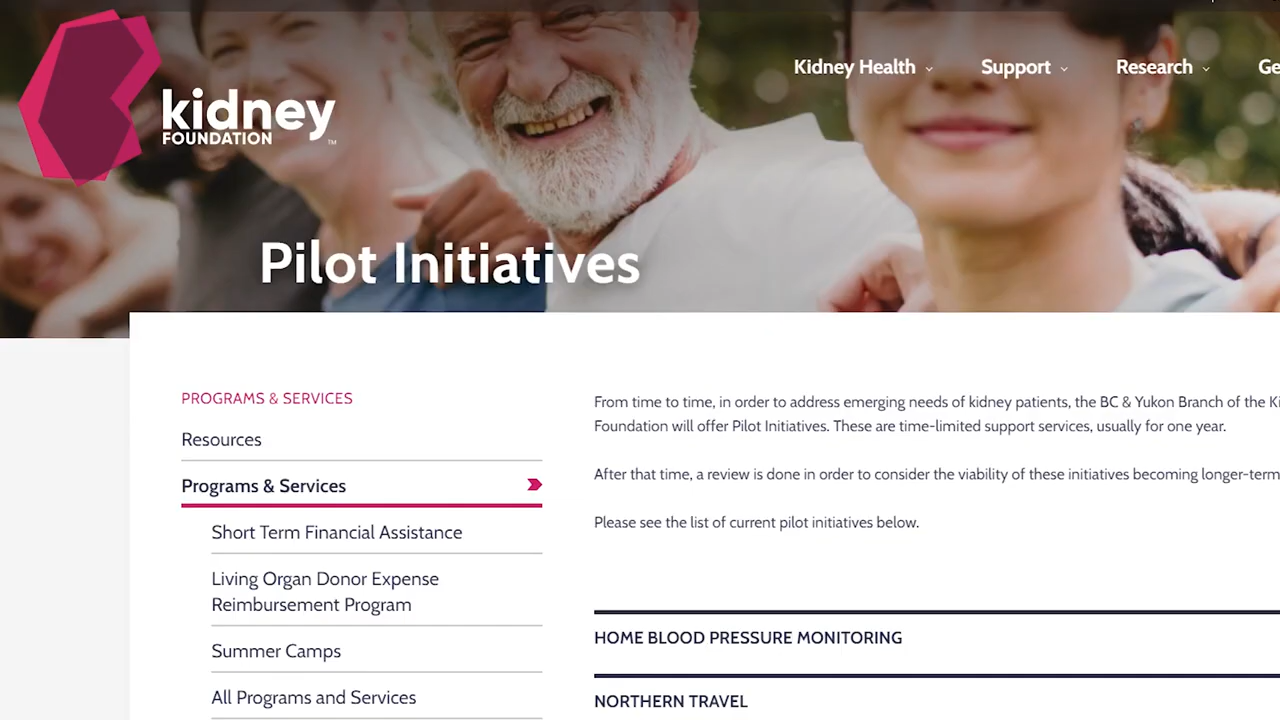 Kidney Health
Support
Research
Ge
kidney
FOUNDATION
TM
Pilot Initiatives
PROGRAMS & SERVICES
Resources
Programs & Services
Short Term Financial Assistance
Living Organ Donor Expense
Reimbursement Program
Summer Camps
All Programs and Services
From time to time, in order to address emerging needs of kidney patients, the BC & Yukon Branch of the Ki
Foundation will offer Pilot Initiatives. These are time-limited support services, usually for one year.
After that time, a review is done in order to consider the viability of these initiatives becoming longer-term
Please see the list of current pilot initiatives below.
HOME BLOOD PRESSURE MONITORING
NORTHERN TRAVEL